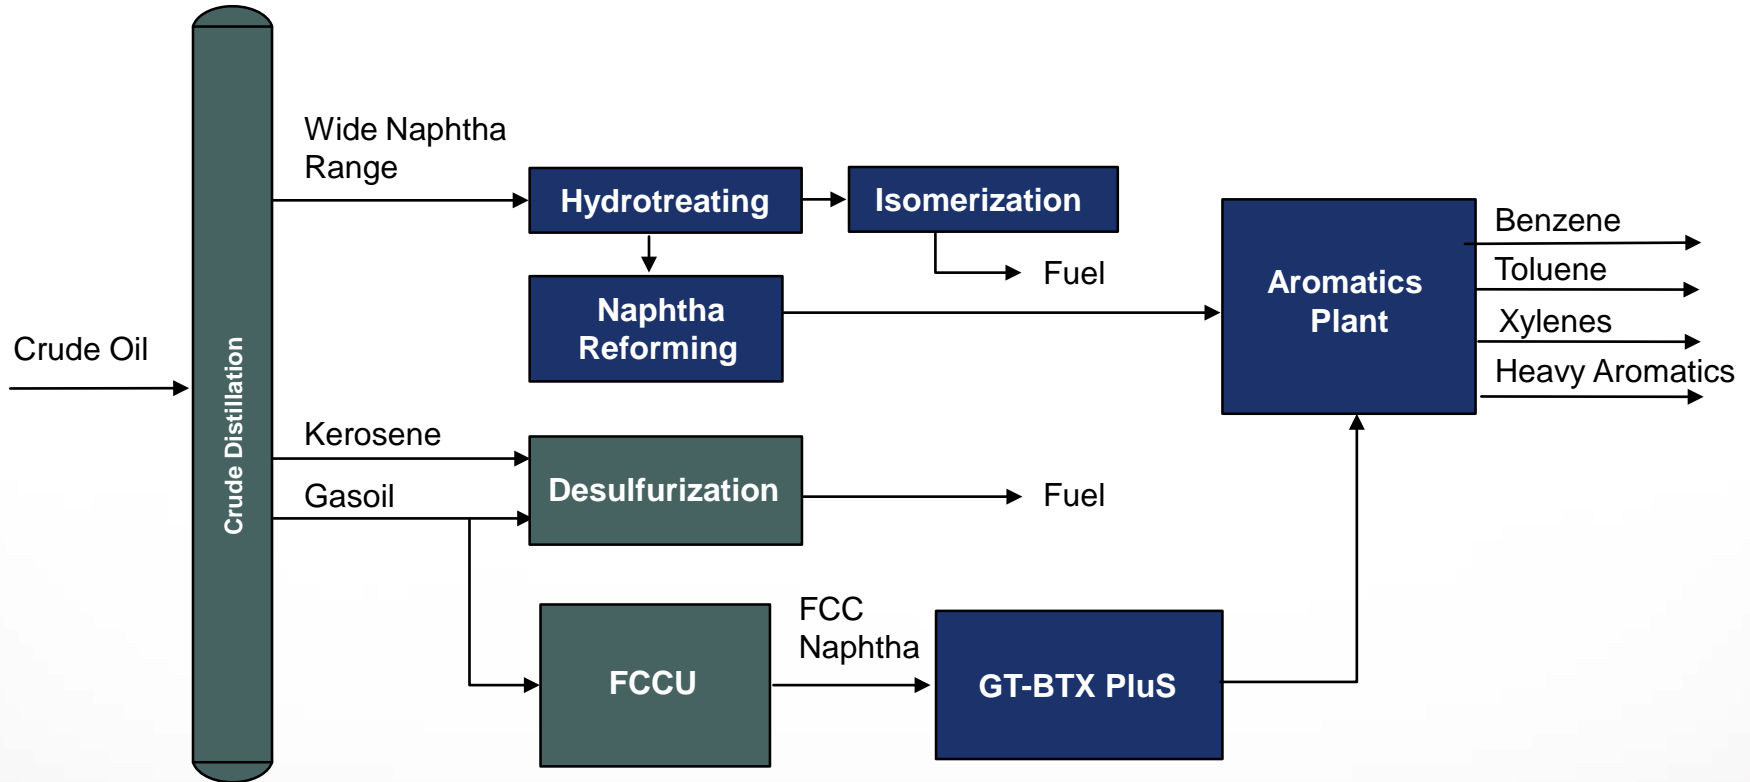 Wide Naphtha
Range
Hydrotreating
Isomerization
Fuel
Naphtha
Reforming
Crude Oil
Crude Distillation
Aromatics
Plant
Benzene
Toluene
Xylenes
Heavy Aromatics
Kerosene
Gasoil
Desulfurization
Fuel
FCCU
FCC
Naphtha
GT-BTX PluS